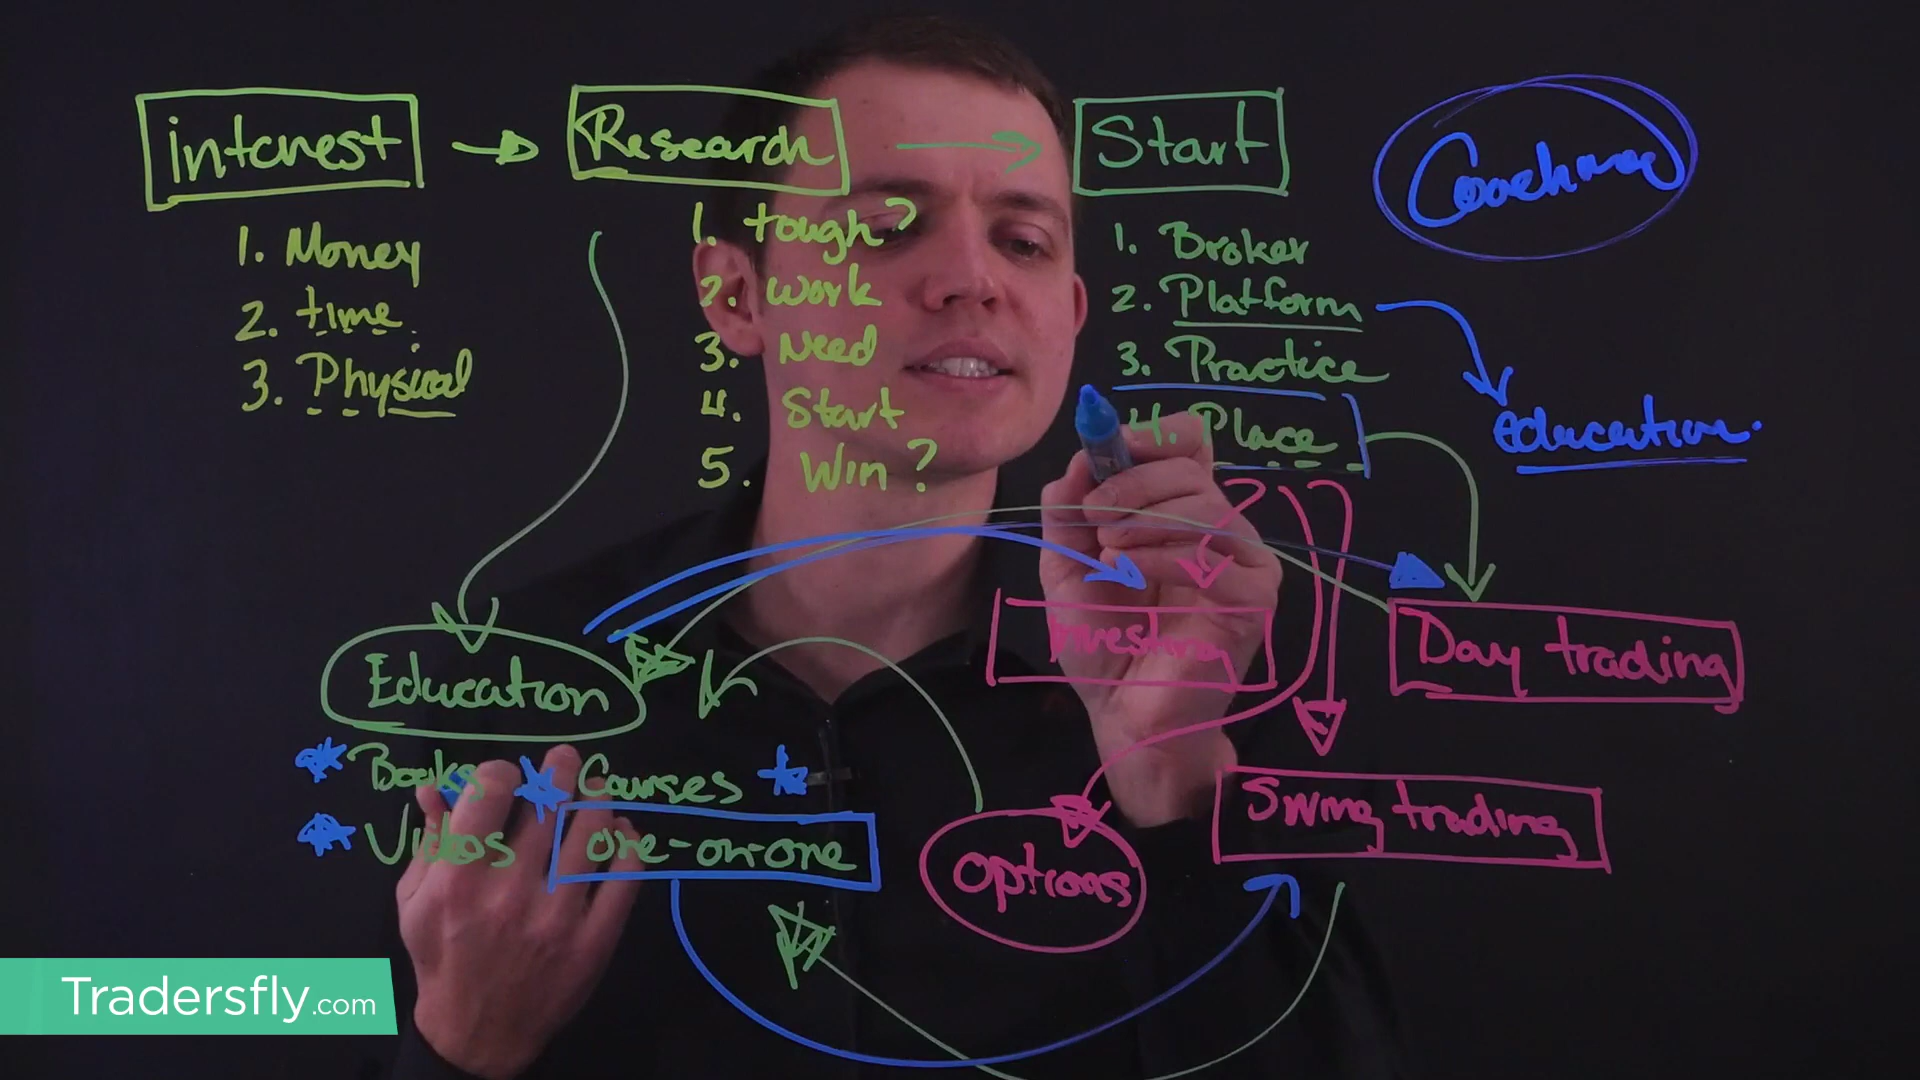 interest
Research
Start
Coaching
1. Money
2. time
3. Physical
1. tough?
2. work
3. Need
4. Start
5. Win?
1. Broker
2. Platform
3. Practice
4. Place
education.
Education
Books
Courses
Videos
one-on-one
Investing
Day trading
options
Swing trading
Tradersfly.com